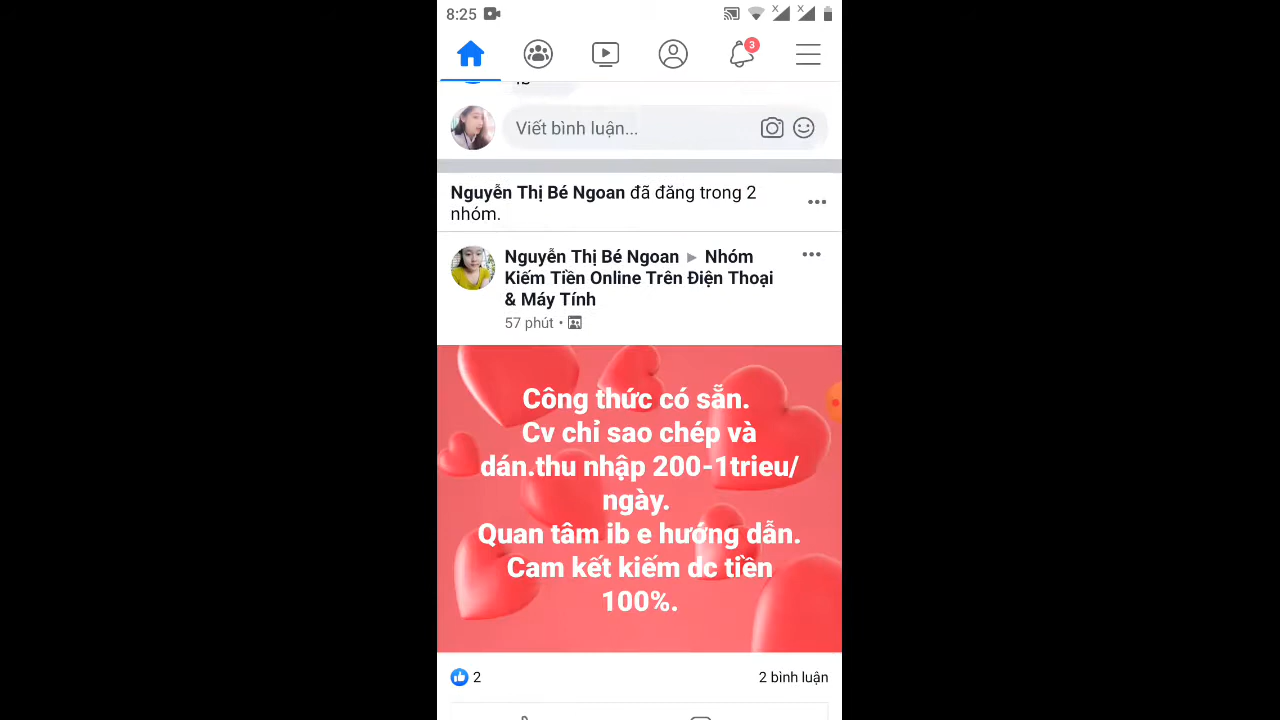 8:25
3
Viết bình luận...
Nguyễn Thị Bé Ngoan đã đăng trong 2
nhóm.
Nguyễn Thị Bé Ngoan ▸ Nhóm
Kiếm Tiền Online Trên Điện Thoại
& Máy Tính
57 phút •
Công thức có sẵn.
Cv chỉ sao chép và
dán.thu nhập 200-1trieu/
ngày.
Quan tâm ib e hướng dẫn.
Cam kết kiếm dc tiền
100%.
2
2 bình luận